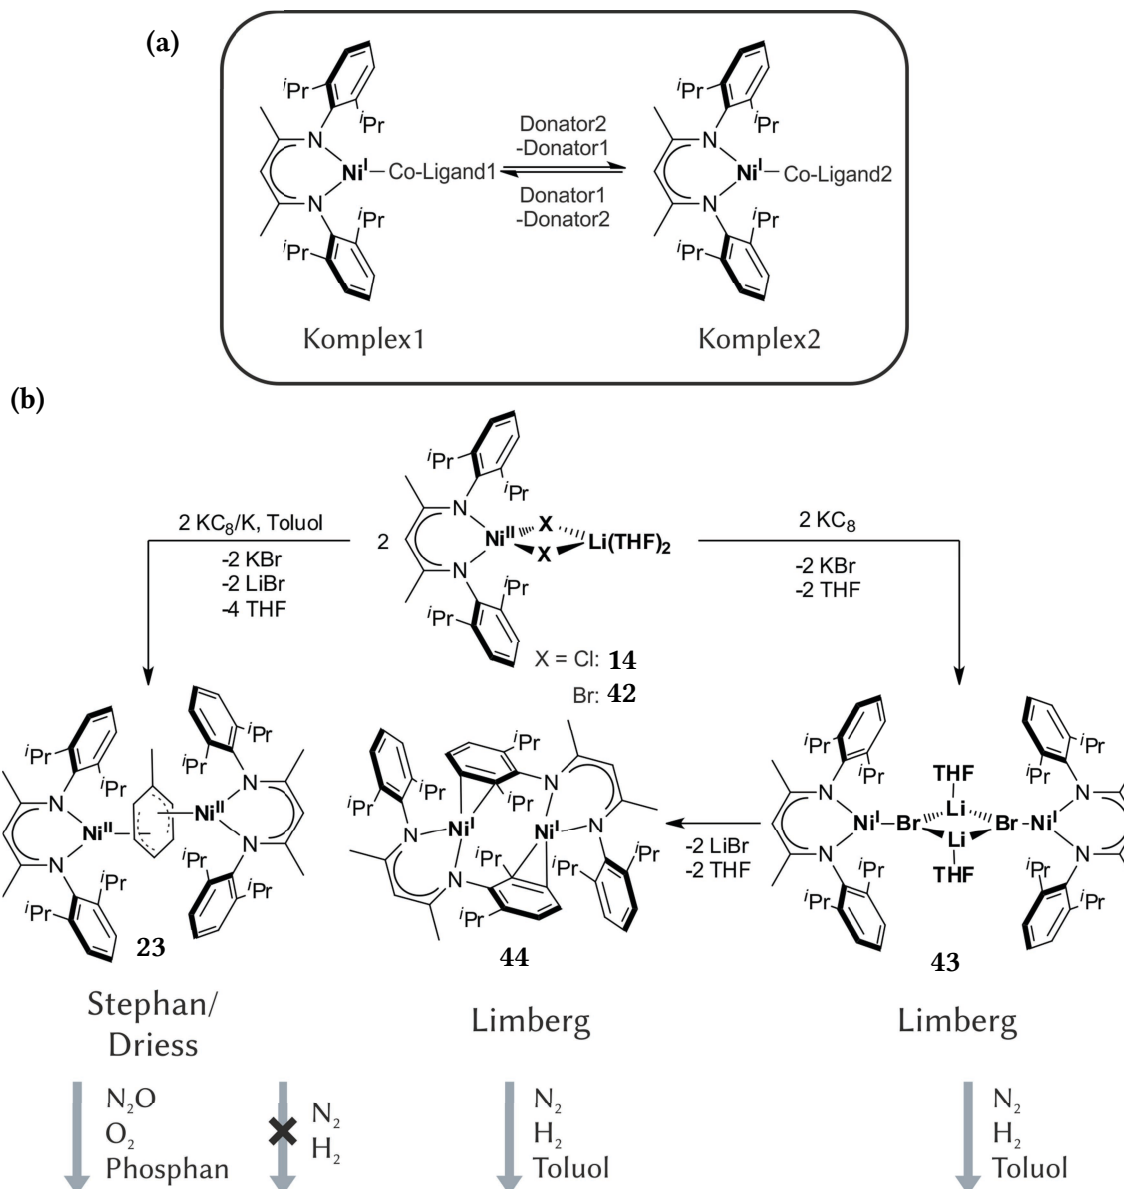 (a)
iPr
iPr
N
NiI
Co-Ligand1
N
iPr
iPr
Komplex1
Donator2
-Donator1
Donator1
-Donator2
iPr
iPr
N
NiI
Co-Ligand2
N
iPr
iPr
Komplex2
(b)
2 KC8/K, Toluol
-2 KBr
-2 LiBr
-4 THF
2
iPr
iPr
N
NiII
X
X
Li(THF)2
N
iPr
iPr
X = Cl: 14
Br: 42
2 KC8
-2 KBr
-2 THF
iPr
iPr
N
NiII
N
iPr
iPr
iPr
iPr
N
NiII
N
iPr
iPr
23
iPr
iPr
N
NiI
N
iPr
iPr
iPr
iPr
N
NiI
N
iPr
iPr
44
-2 LiBr
-2 THF
iPr
iPr
N
NiI
Br
N
iPr
iPr
THF
Li
Li
THF
Br
NiI
iPr
iPr
N
N
iPr
iPr
43
Stephan/
Driess
Limberg
Limberg
N2O
O2
Phosphan
N2
H2
N2
H2
Toluol
N2
H2
Toluol